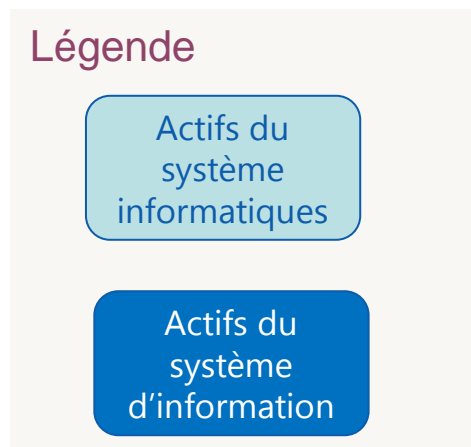 Légende
Actifs du
système
informatiques
Actifs du
système
d’information